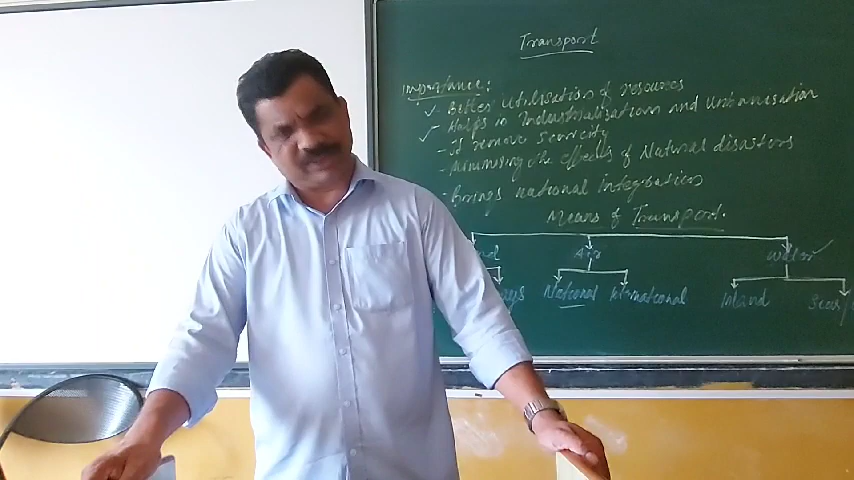 Transport
Importance:
✓ Better utilisation of resources
✓ Helps in Industrialisation and Urbanisation
- it remove scarcity
- Minimising the effects of Natural disasters
- Brings national integration
Means of Transport.
Air Water ✓
National International Inland